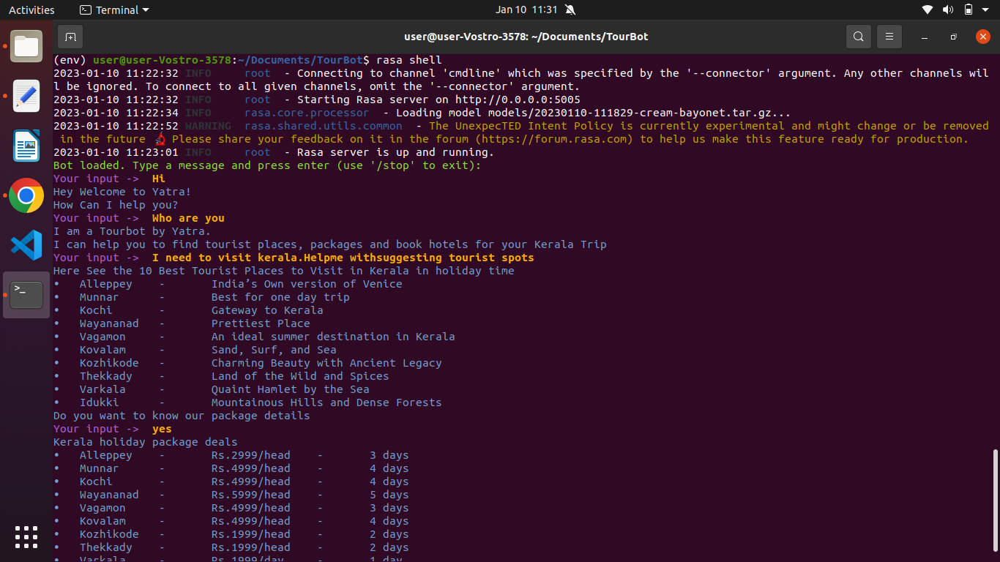 Activities
Terminal
Jan 10 11:31
user@user-Vostro-3578: ~/Documents/TourBot
(env) user@user-Vostro-3578:~/Documents/TourBot$ rasa shell
2023-01-10 11:22:32 INFO     root  - Connecting to channel 'cmdline' which was specified by the '--connector' argument. Any other channels wil
l be ignored. To connect to all given channels, omit the '--connector' argument.
2023-01-10 11:22:32 INFO     root  - Starting Rasa server on http://0.0.0.0:5005
2023-01-10 11:22:34 INFO     rasa.core.processor  - Loading model models/20230110-111829-cream-bayonet.tar.gz...
2023-01-10 11:22:52 WARNING  rasa.shared.utils.common  - The UnexpecTED Intent Policy is currently experimental and might change or be removed
in the future 🔬 Please share your feedback on it in the forum (https://forum.rasa.com) to help us make this feature ready for production.
2023-01-10 11:23:01 INFO     root  - Rasa server is up and running.
Bot loaded. Type a message and press enter (use '/stop' to exit):
Your input ->  Hi
Hey Welcome to Yatra!
How Can I help you?
Your input ->  Who are you
I am a Tourbot by Yatra.
I can help you to find tourist places, packages and book hotels for your Kerala Trip
Your input ->  I need to visit kerala.Helpme withsuggesting tourist spots
Here See the 10 Best Tourist Places to Visit in Kerala in holiday time
•   Alleppey    -       India’s Own version of Venice
•   Munnar      -       Best for one day trip
•   Kochi       -       Gateway to Kerala
•   Wayananad   -       Prettiest Place
•   Vagamon     -       An ideal summer destination in Kerala
•   Kovalam     -       Sand, Surf, and Sea
•   Kozhikode   -       Charming Beauty with Ancient Legacy
•   Thekkady    -       Land of the Wild and Spices
•   Varkala     -       Quaint Hamlet by the Sea
•   Idukki      -       Mountainous Hills and Dense Forests
Do you want to know our package details
Your input ->  yes
Kerala holiday package deals
•   Alleppey    -       Rs.2999/head    -       3 days
•   Munnar      -       Rs.4999/head    -       4 days
•   Kochi       -       Rs.4999/head    -       4 days
•   Wayananad   -       Rs.5999/head    -       5 days
•   Vagamon     -       Rs.4999/head    -       3 days
•   Kovalam     -       Rs.4999/head    -       4 days
•   Kozhikode   -       Rs.1999/head    -       2 days
•   Thekkady    -       Rs.1999/head    -       2 days
•   Varkala     -       Rs.1999/day     -       1 day